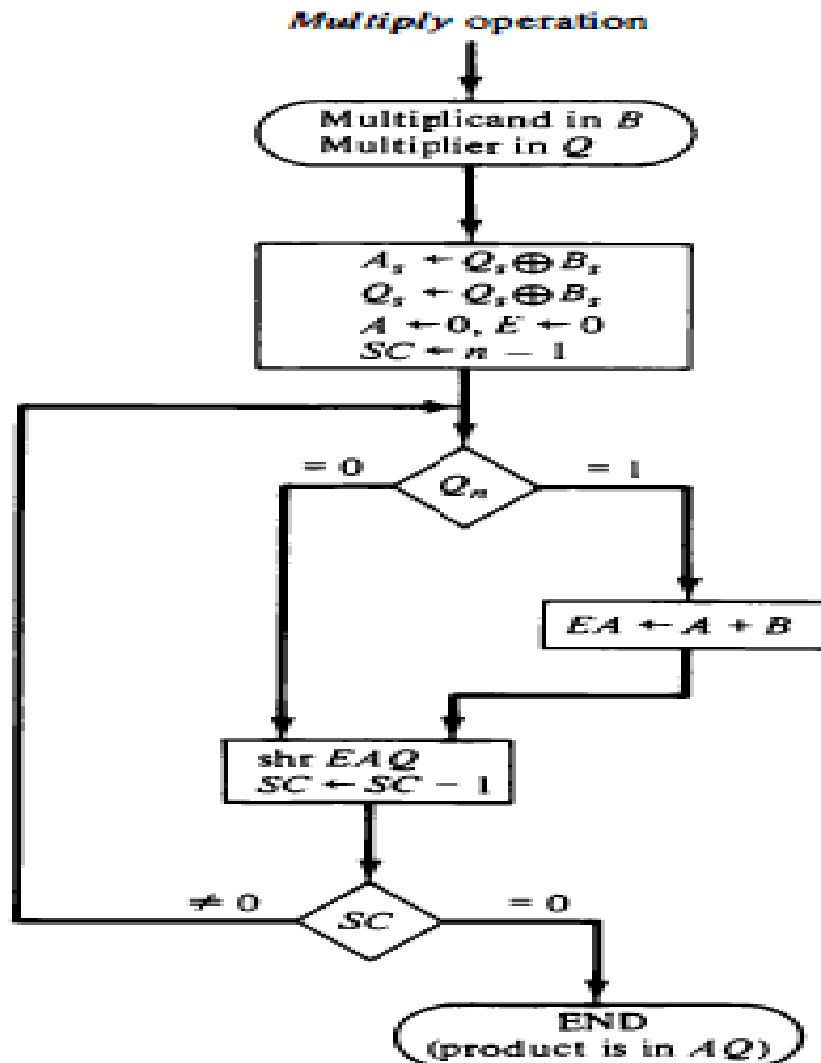 Multiply operation
Multiplicand in B
Multiplier in Q
Aₛ ← Qₛ ⊕ Bₛ
Qₛ ← Qₛ ⊕ Bₛ
A ← 0, E ← 0
SC ← n − 1
= 0
Qₙ
= 1
EA ← A + B
shr EAQ
SC ← SC − 1
≠ 0
SC
= 0
END
(product is in AQ)